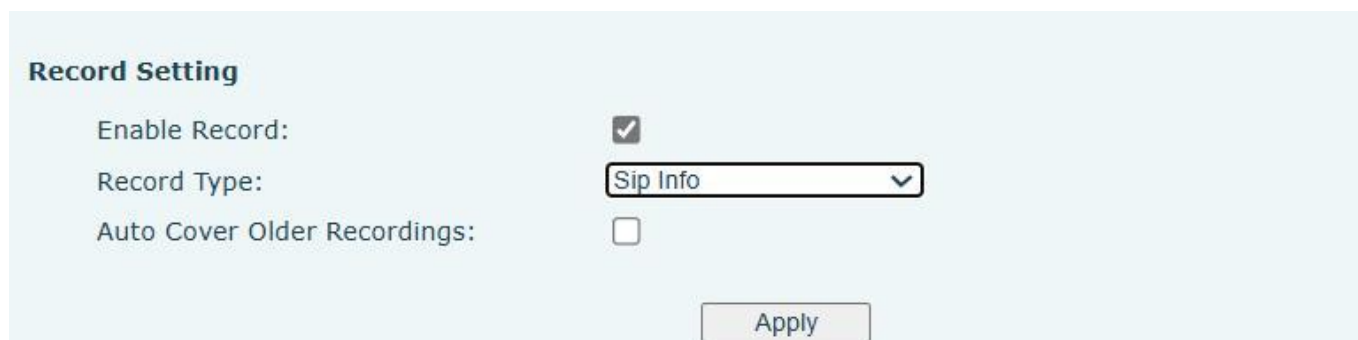 Record Setting
Enable Record:
Record Type: Sip Info
Auto Cover Older Recordings:
Apply